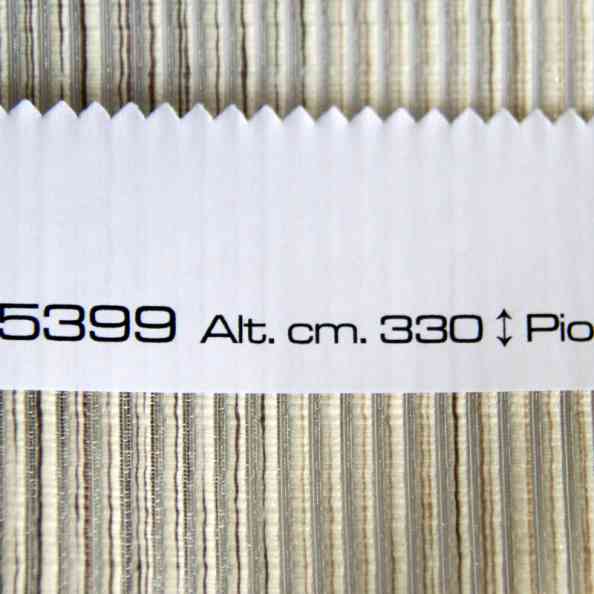 5399 Alt. cm. 330 ↕ Pio